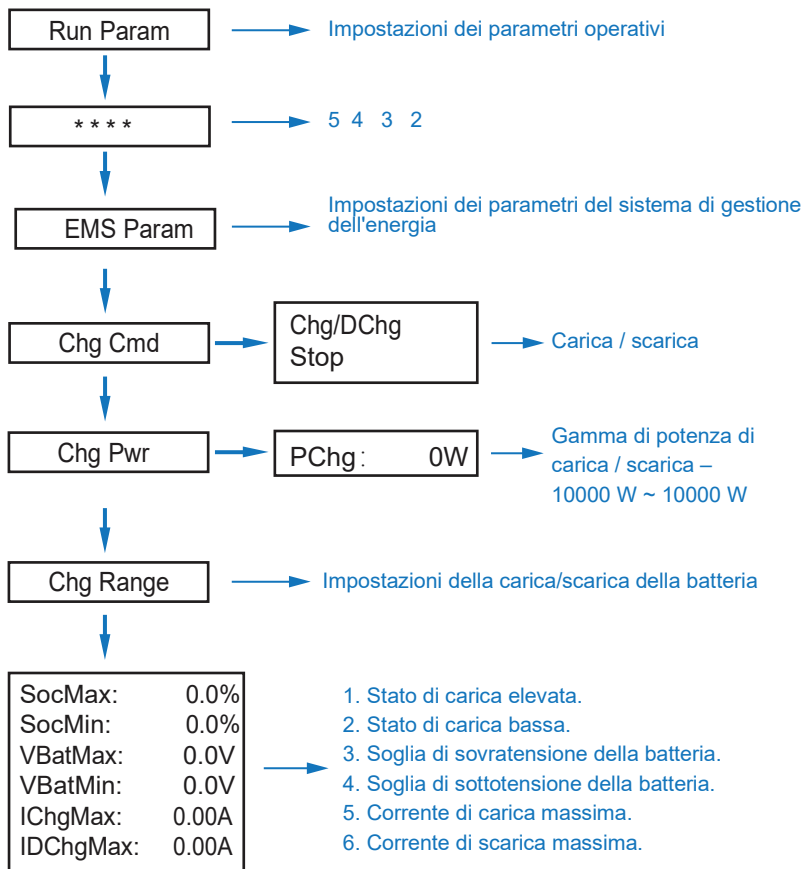 Run Param
Impostazioni dei parametri operativi
* * * *
5 4 3 2
EMS Param
Impostazioni dei parametri del sistema di gestione
dell'energia
Chg Cmd
Chg/DChg
Stop
Carica / scarica
Chg Pwr
PChg: 0W
Gamma di potenza di
carica / scarica –
10000 W ~ 10000 W
Chg Range
Impostazioni della carica/scarica della batteria
SocMax: 0.0%
SocMin: 0.0%
VBatMax: 0.0V
VBatMin: 0.0V
IChgMax: 0.00A
IDChgMax: 0.00A
1. Stato di carica elevata.
2. Stato di carica bassa.
3. Soglia di sovratensione della batteria.
4. Soglia di sottotensione della batteria.
5. Corrente di carica massima.
6. Corrente di scarica massima.